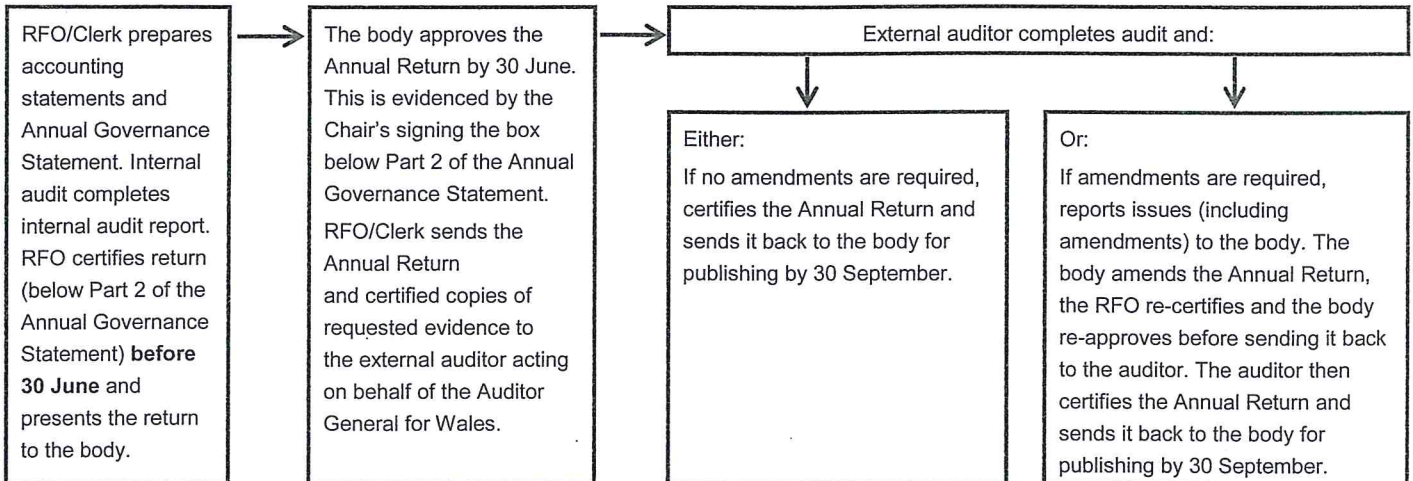 RFO/Clerk prepares
accounting
statements and
Annual Governance
Statement. Internal
audit completes
internal audit report.
RFO certifies return
(below Part 2 of the
Annual Governance
Statement) before
30 June and
presents the return
to the body.
The body approves the
Annual Return by 30 June.
This is evidenced by the
Chair's signing the box
below Part 2 of the Annual
Governance Statement.
RFO/Clerk sends the
Annual Return
and certified copies of
requested evidence to
the external auditor acting
on behalf of the Auditor
General for Wales.
External auditor completes audit and:
Either:
If no amendments are required,
certifies the Annual Return and
sends it back to the body for
publishing by 30 September.
Or:
If amendments are required,
reports issues (including
amendments) to the body. The
body amends the Annual Return,
the RFO re-certifies and the body
re-approves before sending it back
to the auditor. The auditor then
certifies the Annual Return and
sends it back to the body for
publishing by 30 September.